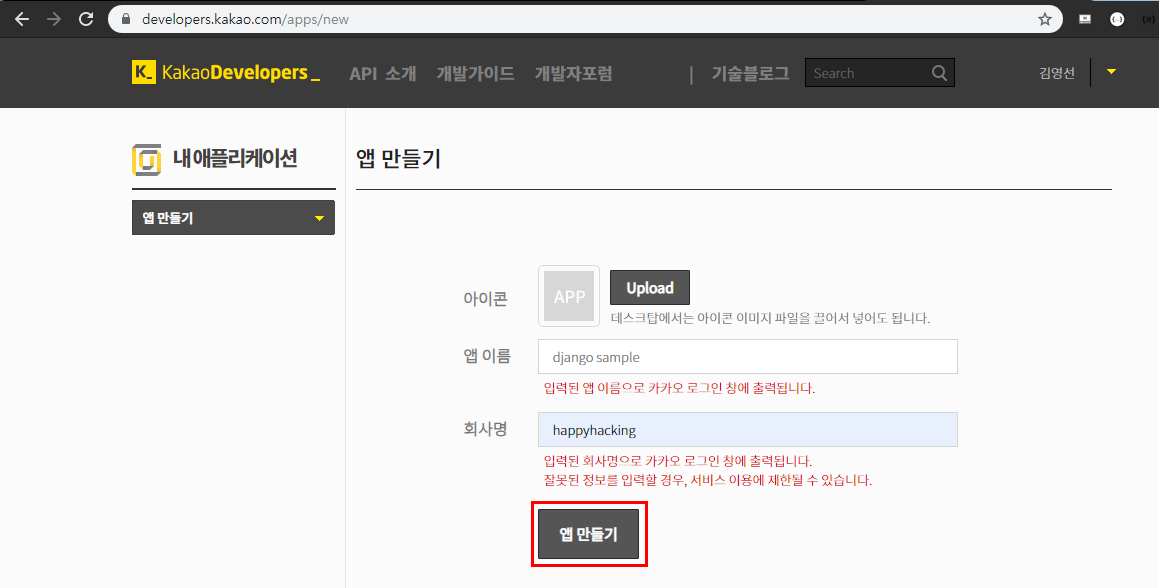 developers.kakao.com/apps/new
K_ KakaoDevelopers_ API 소개 개발가이드 개발자포럼 | 기술블로그 Search 김영선
내 애플리케이션
앱 만들기
앱 만들기
아이콘 APP Upload
데스크탑에서는 아이콘 이미지 파일을 끌어서 넣어도 됩니다.
앱 이름 django sample
입력된 앱 이름으로 카카오 로그인 창에 출력됩니다.
회사명 happyhacking
입력된 회사명으로 카카오 로그인 창에 출력됩니다.
잘못된 정보를 입력할 경우, 서비스 이용에 제한될 수 있습니다.
앱 만들기